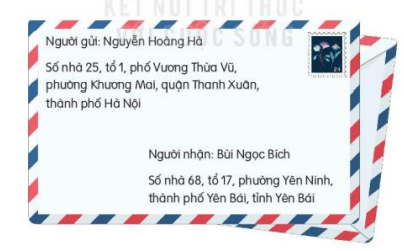 KẾT NỐI TRI THỨC
VỚI CUỘC SỐNG
Người gửi: Nguyễn Hoàng Hà
Số nhà 25, tổ 1, phố Vương Thừa Vũ,
phường Khương Mai, quận Thanh Xuân,
thành phố Hà Nội
Người nhận: Bùi Ngọc Bích
Số nhà 68, tổ 17, phường Yên Ninh,
thành phố Yên Bái, tỉnh Yên Bái